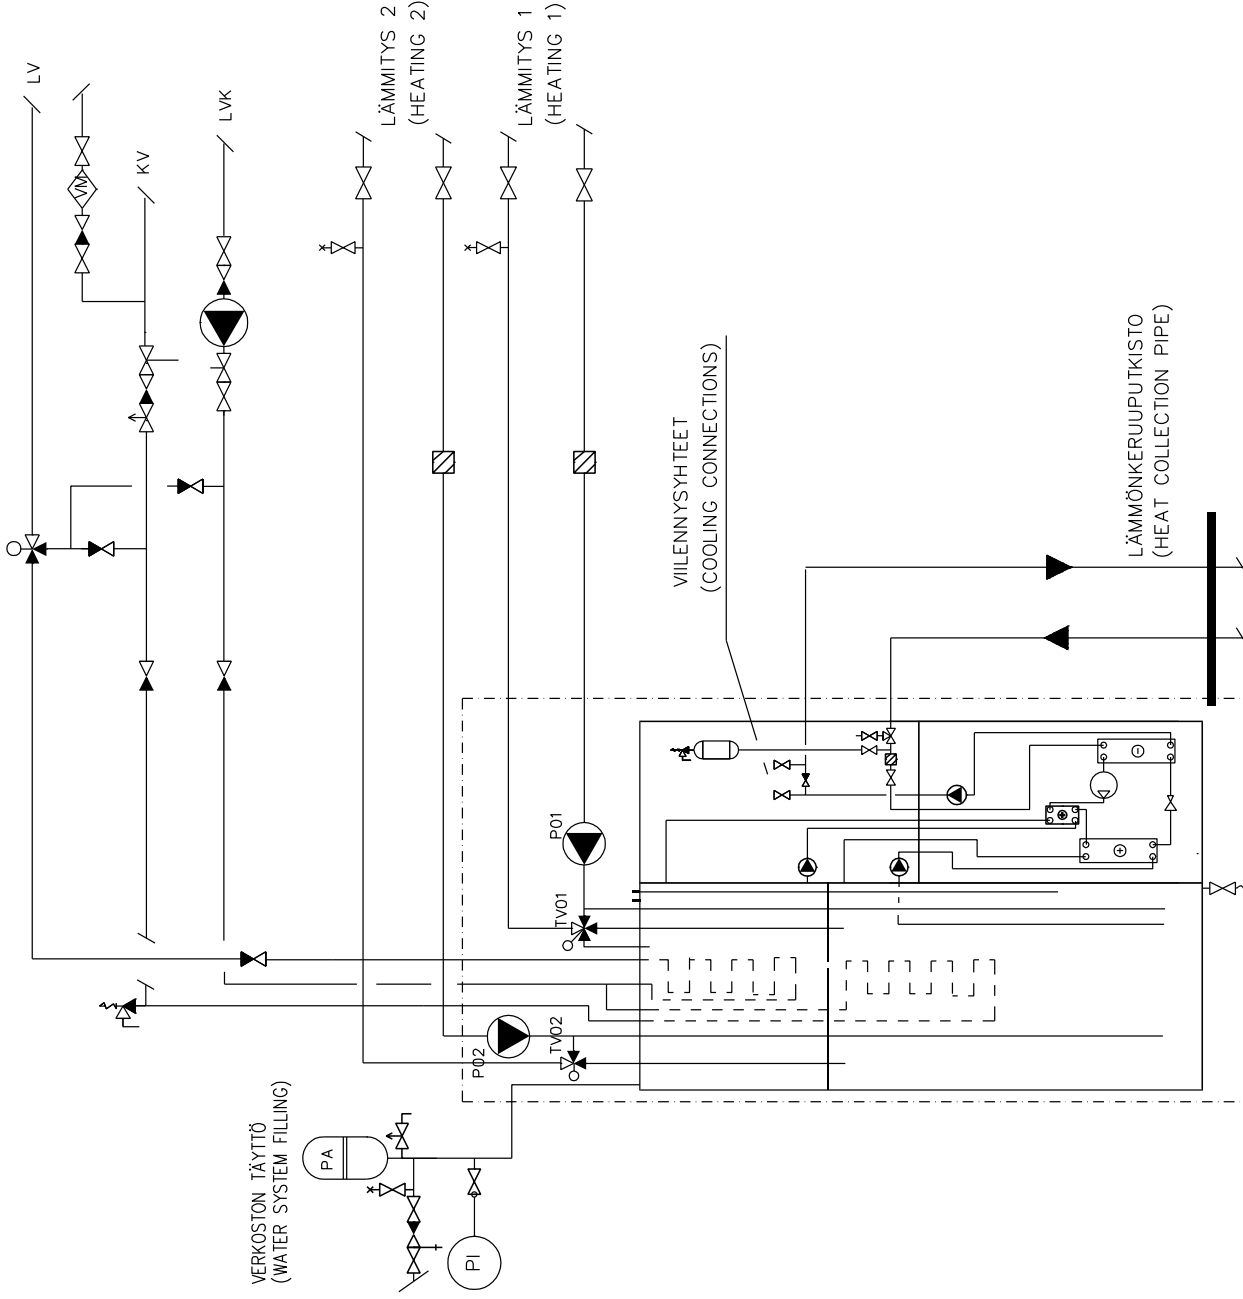 LV
VM
KV
LVK
LÄMMITYS 2
(HEATING 2)
LÄMMITYS 1
(HEATING 1)
VIILENNYSYHTEET
(COOLING CONNECTIONS)
LÄMMÖNKERUUPUTKISTO
(HEAT COLLECTION PIPE)
P01
TV01
TV02
P02
VERKOSTON TÄYTTÖ
(WATER SYSTEM FILLING)
PA
PI